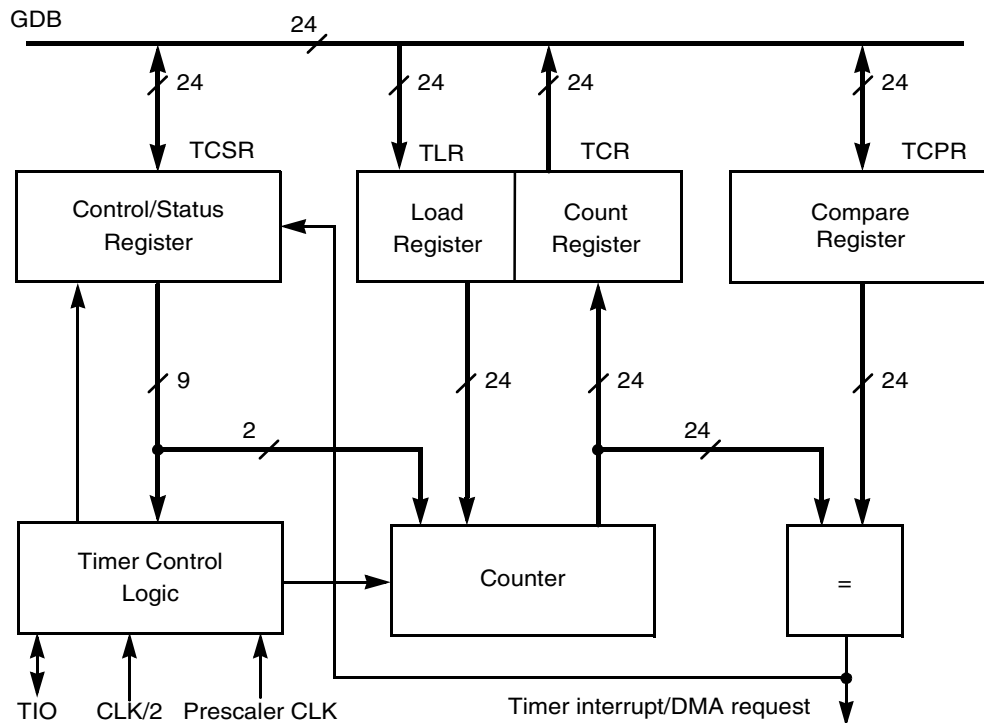 GDB
24
24
24
24
24
TCSR
TLR
TCR
TCPR
Control/Status
Register
Load
Register
Count
Register
Compare
Register
9
24
24
24
2
24
Timer Control
Logic
Counter
=
TIO
CLK/2
Prescaler CLK
Timer interrupt/DMA request